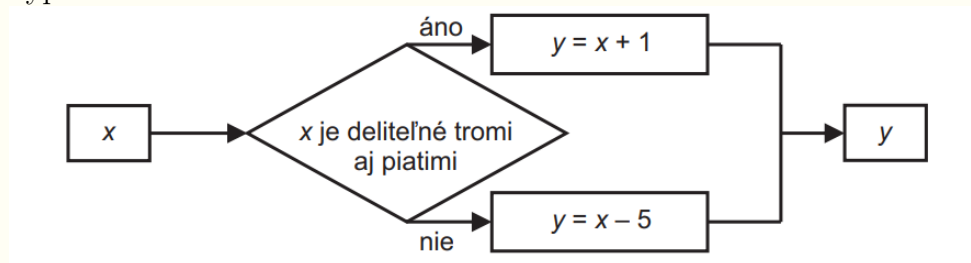 áno
y = x + 1
x
x je deliteľné tromi
aj piatimi
y
nie
y = x – 5